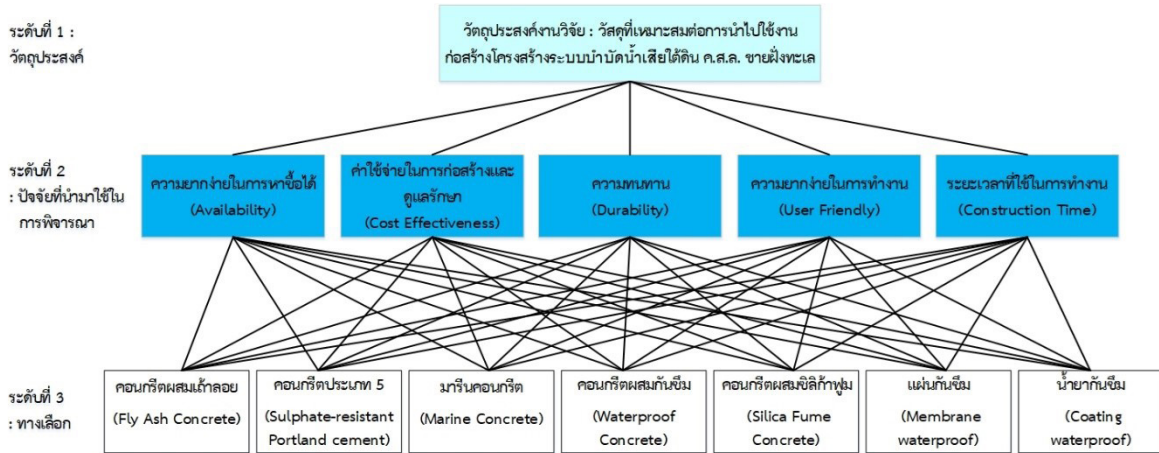 ระดับที่ 1 :
วัตถุประสงค์
วัตถุประสงค์งานวิจัย : วัสดุที่เหมาะสมต่อการนำไปใช้งาน
ก่อสร้างโครงสร้างระบบบำบัดน้ำเสียใต้ดิน ค.ส.ล. ชายฝั่งทะเล
ระดับที่ 2
: ปัจจัยที่นำมาใช้ใน
การพิจารณา
ความยากง่ายในการหาซื้อได้
(Availability)
ค่าใช้จ่ายในการก่อสร้างและ
ดูแลรักษา
(Cost Effectiveness)
ความทนทาน
(Durability)
ความยากง่ายในการทำงาน
(User Friendly)
ระยะเวลาที่ใช้ในการทำงาน
(Construction Time)
ระดับที่ 3
: ทางเลือก
คอนกรีตผสมเถ้าลอย
(Fly Ash Concrete)
คอนกรีตประเภท 5
(Sulphate-resistant
Portland cement)
มารีนคอนกรีต
(Marine Concrete)
คอนกรีตผสมกันซึม
(Waterproof
Concrete)
คอนกรีตผสมซิลิก้าฟูม
(Silica Fume
Concrete)
แผ่นกันซึม
(Membrane
waterproof)
น้ำยากันซึม
(Coating
waterproof)